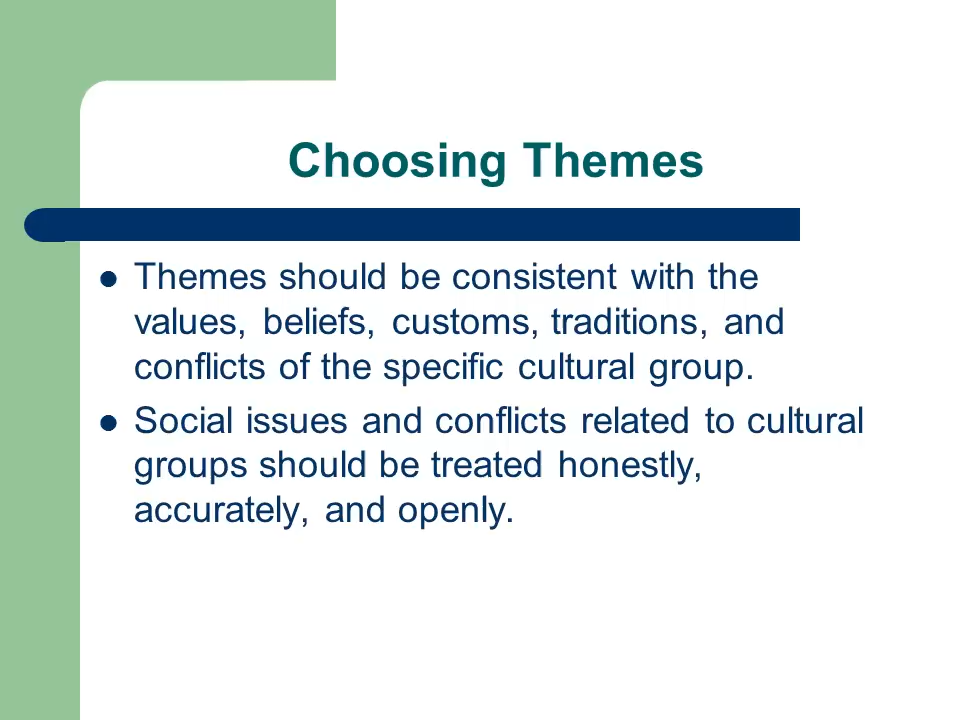 Choosing Themes
● Themes should be consistent with the
values, beliefs, customs, traditions, and
conflicts of the specific cultural group.
● Social issues and conflicts related to cultural
groups should be treated honestly,
accurately, and openly.